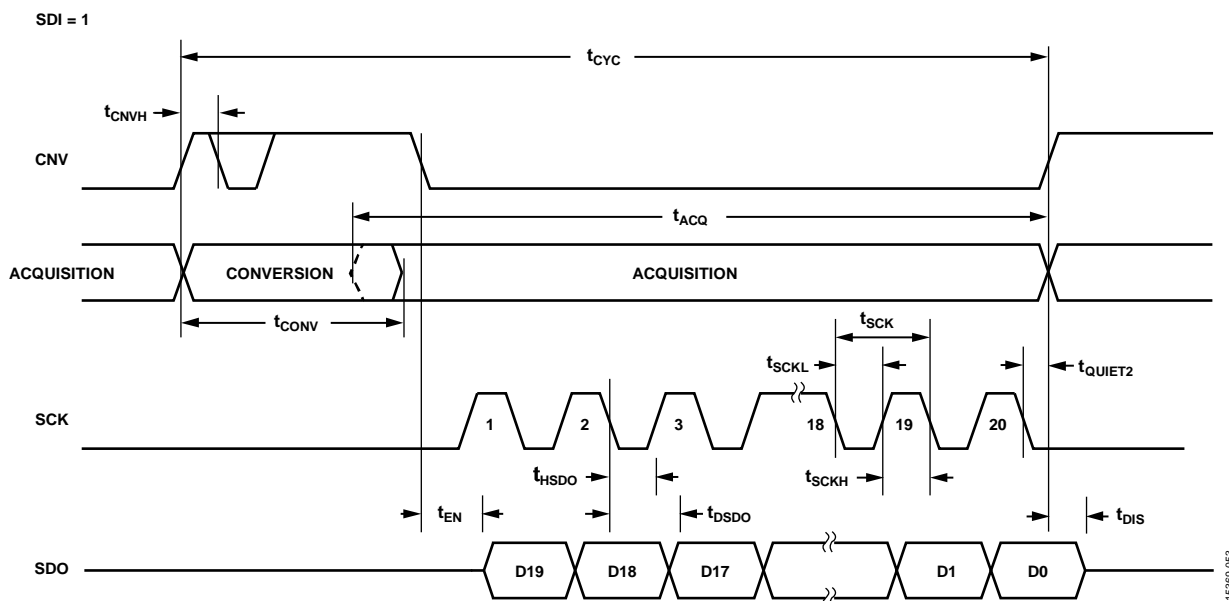 SDI = 1
tCYC
tCNVH
CNV
tACQ
ACQUISITION
CONVERSION
ACQUISITION
tCONV
tSCK
tSCKL
tQUIET2
SCK
1
2
3
18
19
20
tHSDO
tSCKH
tEN
tDSDO
tDIS
SDO
D19
D18
D17
D1
D0